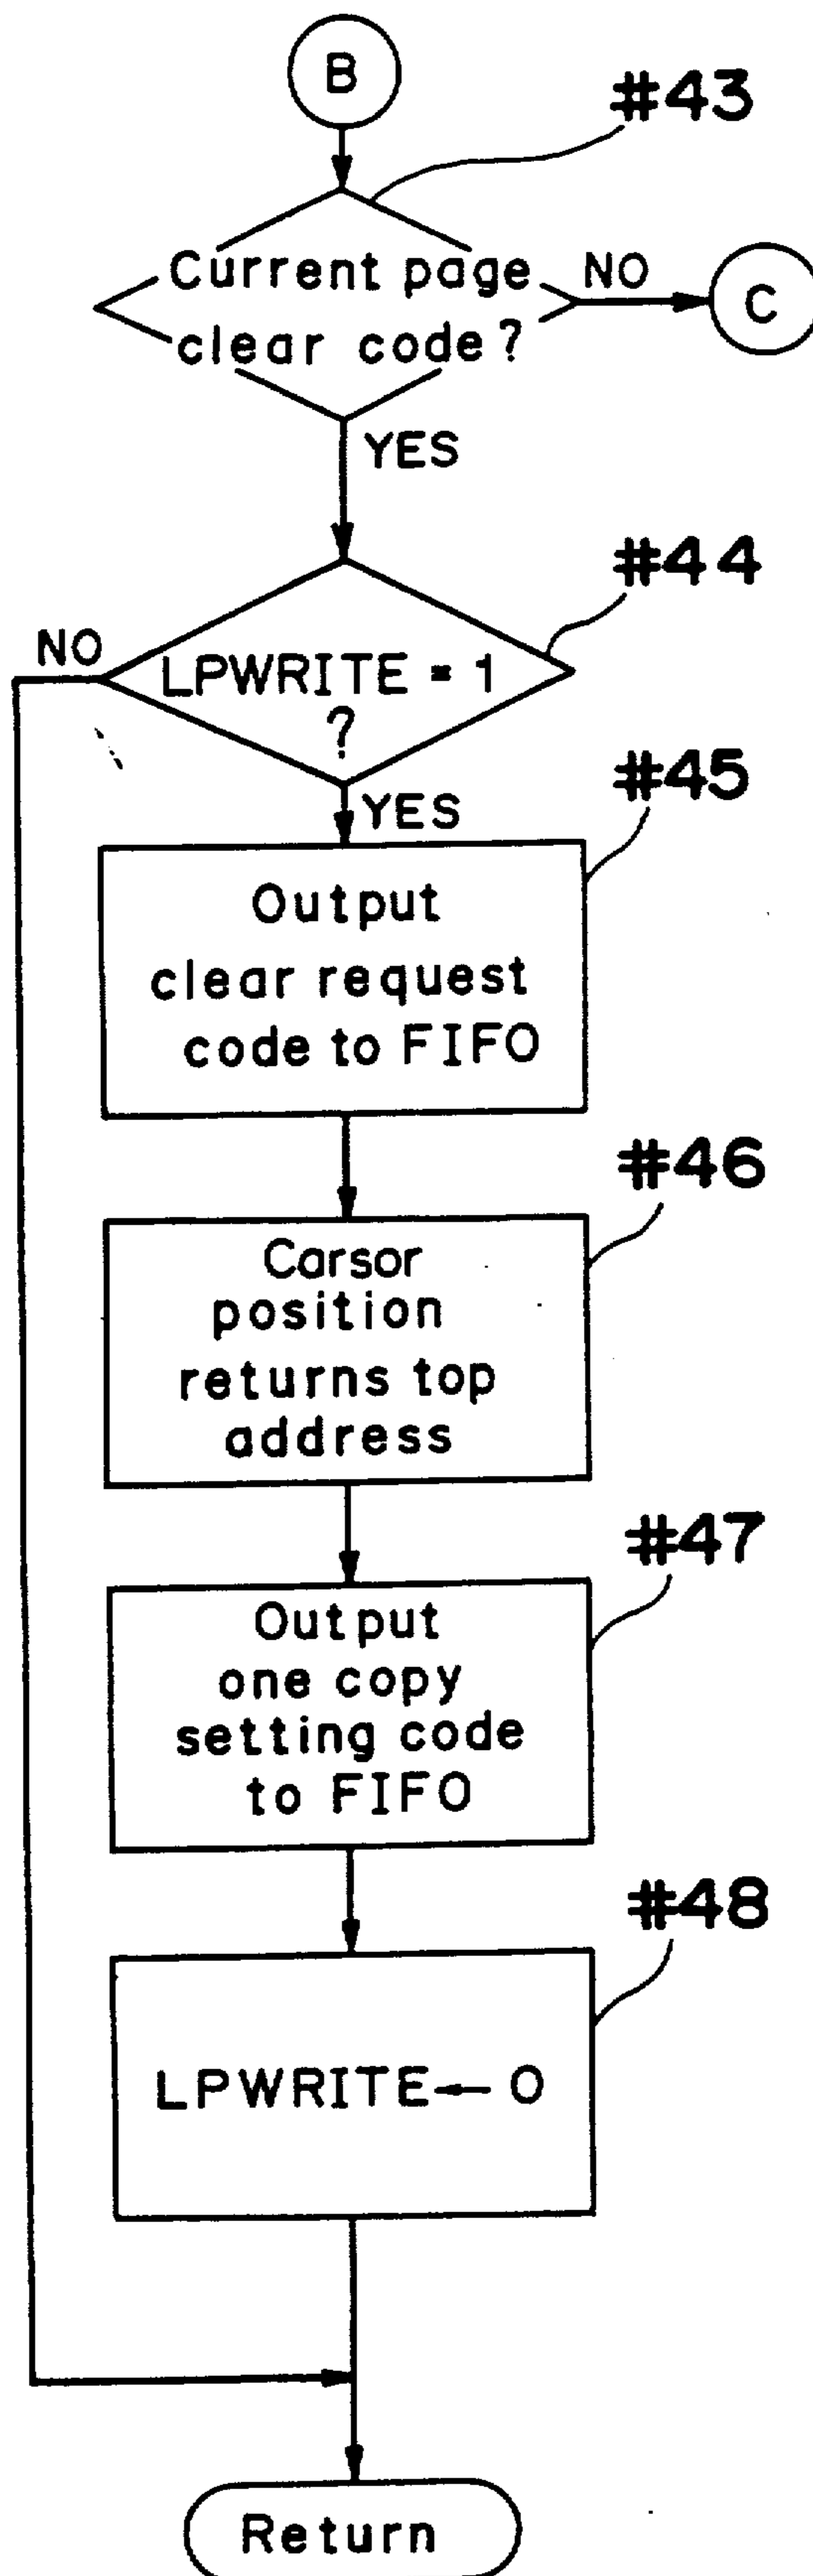 B
#43
Current page
clear code?
NO
C
YES
#44
NO
LPWRITE = 1
?
YES
#45
Output
clear request
code to FIFO
#46
Carsor
position
returns top
address
#47
Output
one copy
setting code
to FIFO
#48
LPWRITE ← 0
Return